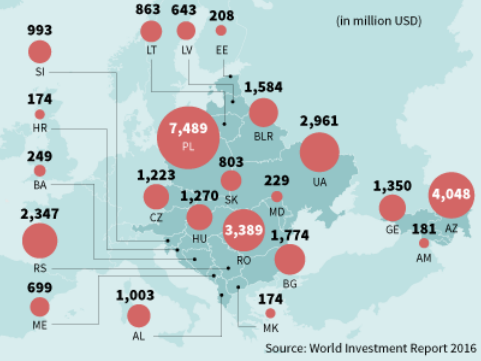 863 643 208 (in million USD)
993
LT LV EE
SI
174 1,584
HR 7,489 BLR 2,961
PL
249 803
BA 1,223 SK 229 UA
CZ 1,270 MD 1,350 4,048
2,347 HU 3,389 GE 181 AZ
RS RO 1,774 AM
699 1,003 BG
ME AL 174
MK
Source: World Investment Report 2016